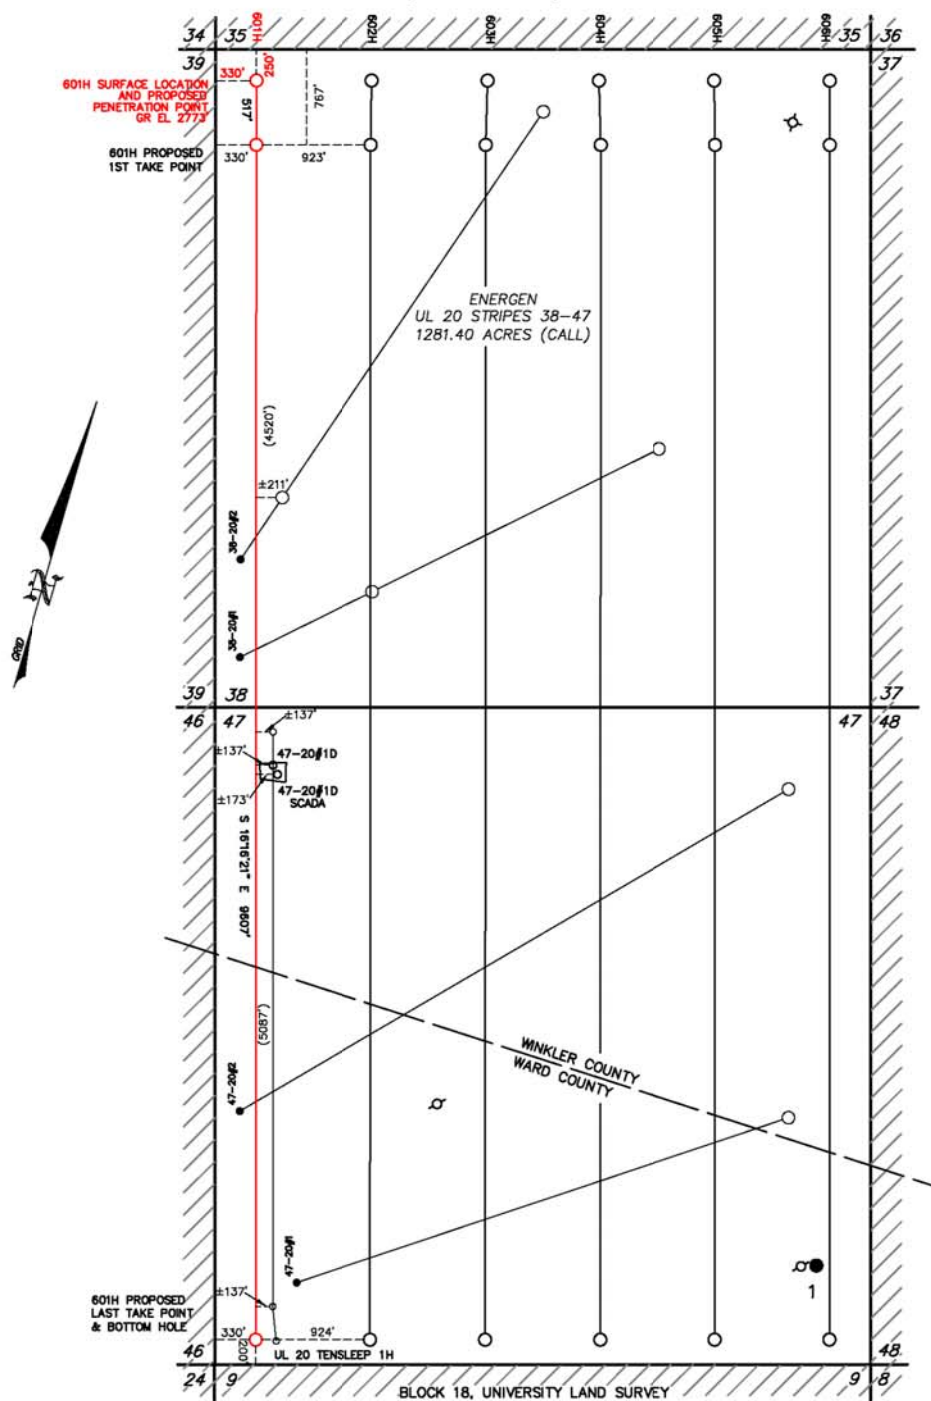 601H
602H
603H
604H
605H
606H
34 35
35 36
39
37
330'
250'
601H SURFACE LOCATION
AND PROPOSED
PENETRATION POINT
GR EL 2773'
517'
767'
601H PROPOSED
1ST TAKE POINT
330'
923'
ENERGEN
UL 20 STRIPES 38-47
1281.40 ACRES (CALL)
(4520')
±211'
38-20#2
38-20#1
GRID
39 38
37
46 47
47 48
±137'
±137'
47-20#1D
47-20#1D
SCADA
±173'
S 16°16'21" E 9607'
(5087')
WINKLER COUNTY
WARD COUNTY
47-20#2
47-20#1
1
±137'
601H PROPOSED
LAST TAKE POINT
& BOTTOM HOLE
330'
924'
200'
UL 20 TENSLEEP 1H
46
48
24 9
9 8
BLOCK 18, UNIVERSITY LAND SURVEY